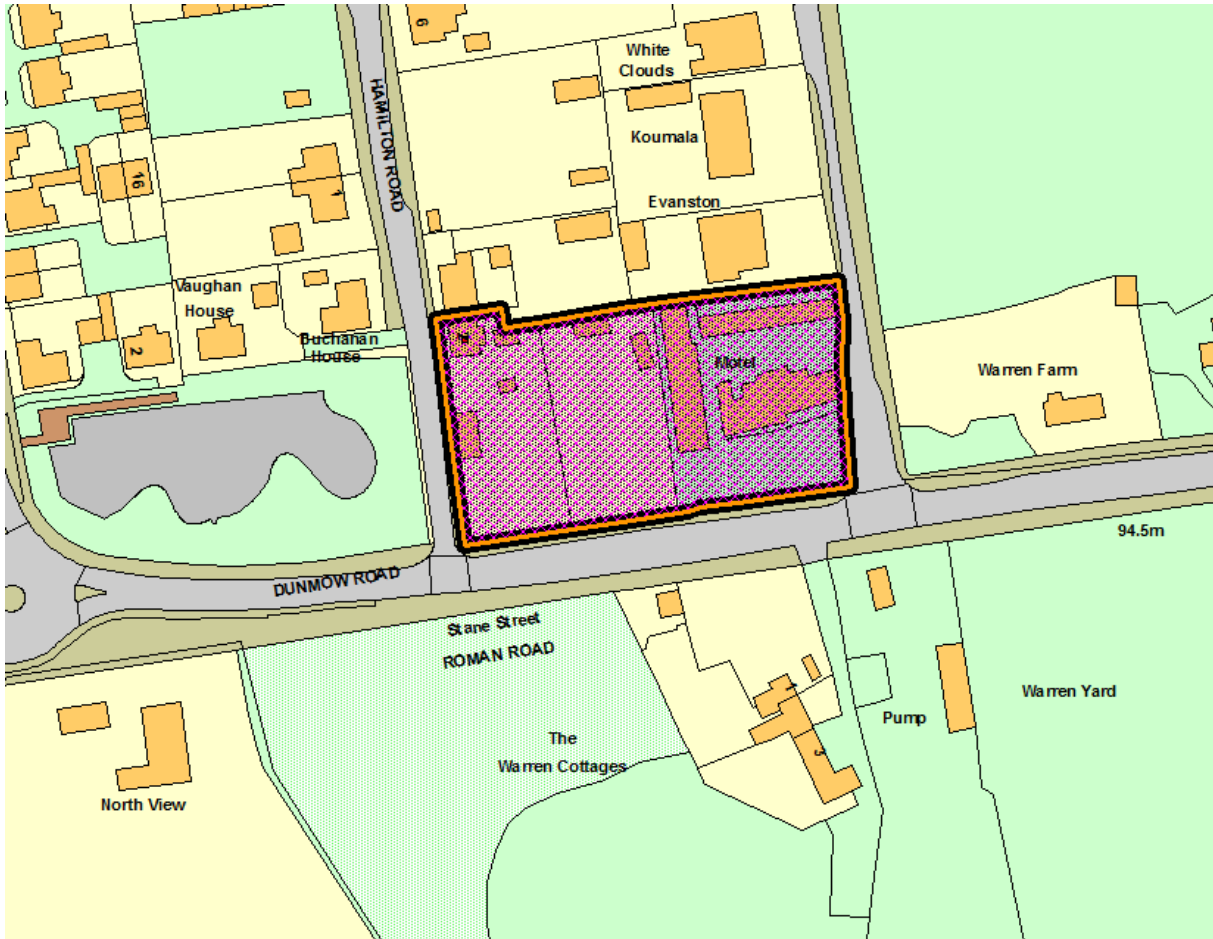 6
White
Clouds
HAMILTON ROAD
Koumala
16
1
Evanston
Vaughan
House
Buchanan
House
2
Motel
Warren Farm
94.5m
DUNMOW ROAD
Stane Street
ROMAN ROAD
1
Warren Yard
Pump
The
Warren Cottages
3
North View